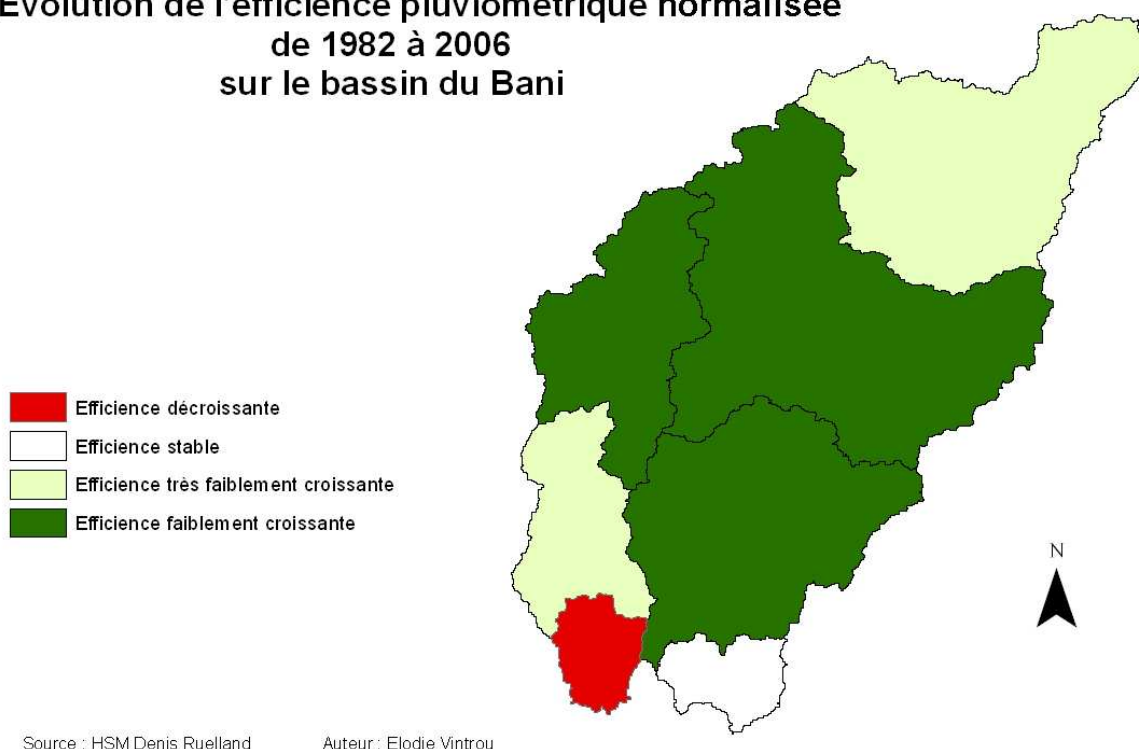 Evolution de l'efficience pluviométrique normalisée
de 1982 à 2006
sur le bassin du Bani
Efficience décroissante
Efficience stable
Efficience très faiblement croissante
Efficience faiblement croissante
N
Source : HSM Denis Ruelland Auteur : Elodie Vintrou